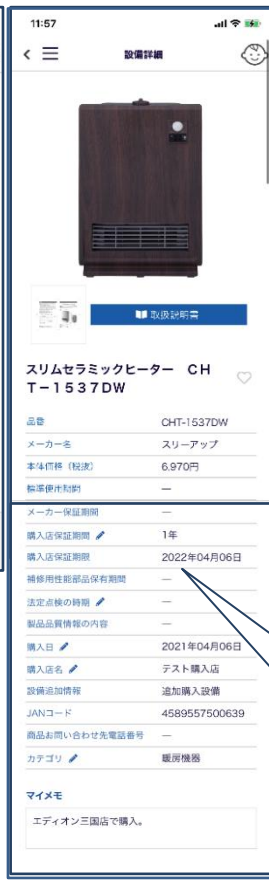 11:57
設備詳細
取扱説明書
スリムセラミックヒーター CH
T-1537DW
品番 CHT-1537DW
メーカー名 スリーアップ
本体価格（税抜） 6,970円
標準使用期間 —
メーカー保証期間 —
購入店保証期間 1年
購入店保証期限 2022年04月06日
補修用性能部品保有期間 —
法定点検の時期 —
製品品質情報の内容 —
購入日 2021年04月06日
購入店名 テスト購入店
設備追加情報 追加購入設備
JANコード 4589557500639
商品お問い合わせ先電話番号 —
カテゴリ 暖房機器
マイメモ
エディオン三国店で購入。